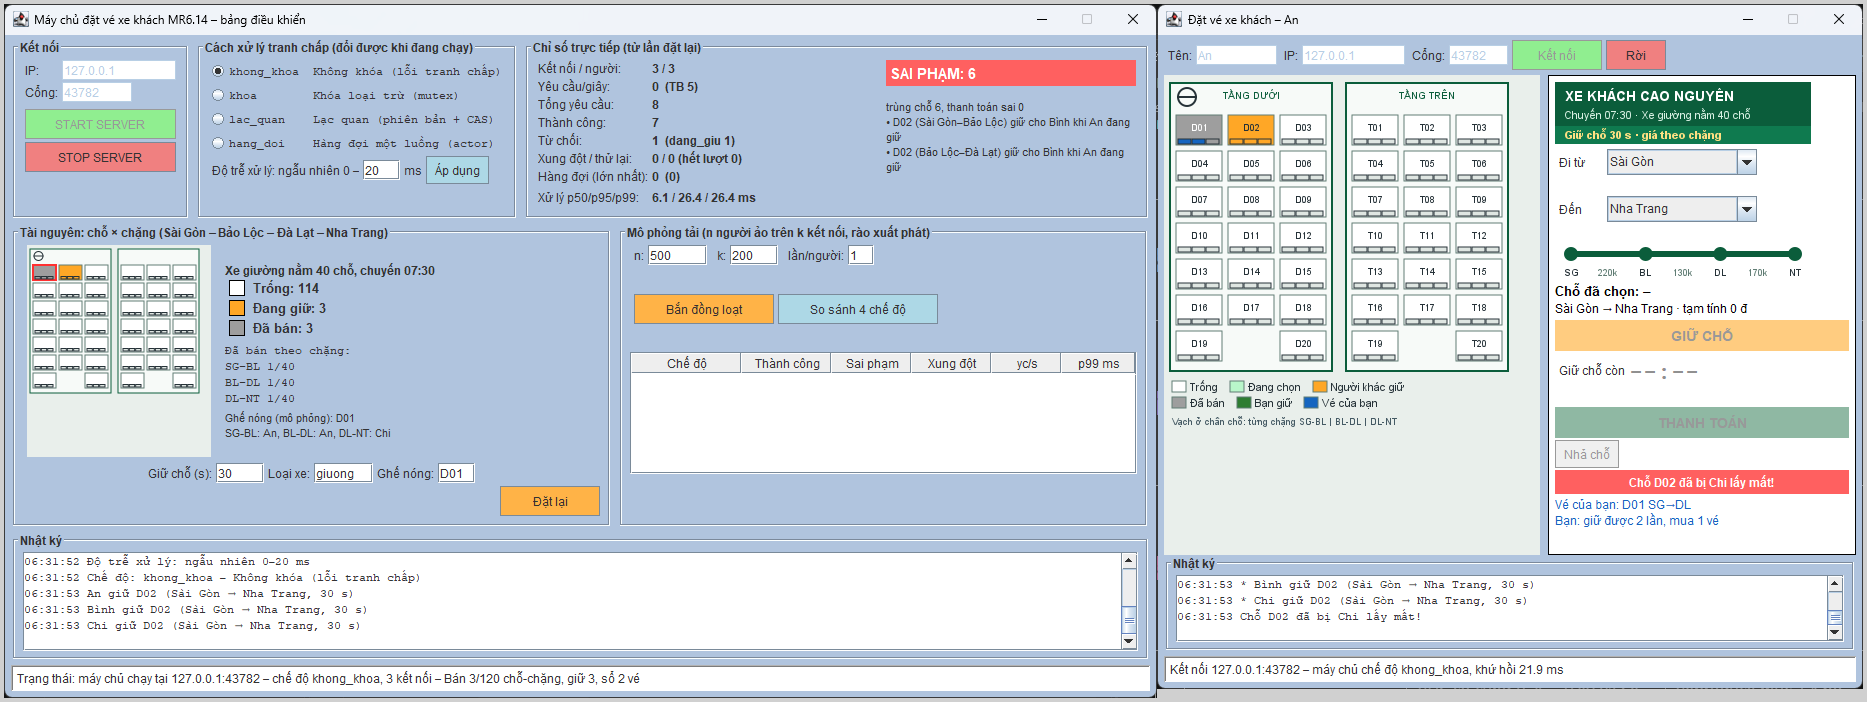 Máy chủ đặt vé xe khách MR6.14 – bảng điều khiển
Kết nối
IP: 127.0.0.1
Cổng: 43782
START SERVER
STOP SERVER
Cách xử lý tranh chấp (đổi được khi đang chạy)
khong_khoa Không khóa (lỗi tranh chấp)
khoa Khóa loại trừ (mutex)
lac_quan Lạc quan (phiên bản + CAS)
hang_doi Hàng đợi một luồng (actor)
Độ trễ xử lý: ngẫu nhiên 0 – 20 ms Áp dụng
Chỉ số trực tiếp (từ lần đặt lại)
Kết nối / người: 3 / 3
Yêu cầu/giây: 0 (TB 5)
Tổng yêu cầu: 8
Thành công: 7
Từ chối: 1 (dang_giu 1)
Xung đột / thử lại: 0 / 0 (hết lượt 0)
Hàng đợi (lớn nhất): 0 (0)
Xử lý p50/p95/p99: 6.1 / 26.4 / 26.4 ms
SAI PHẠM: 6
trùng chỗ 6, thanh toán sai 0
• D02 (Sài Gòn–Bảo Lộc) giữ cho Bình khi An đang
giữ
• D02 (Bảo Lộc–Đà Lạt) giữ cho Bình khi An đang
giữ
Tài nguyên: chỗ × chặng (Sài Gòn – Bảo Lộc – Đà Lạt – Nha Trang)
Xe giường nằm 40 chỗ, chuyến 07:30
Trống: 114
Đang giữ: 3
Đã bán: 3
Đã bán theo chặng:
SG-BL 1/40
BL-DL 1/40
DL-NT 1/40
Ghế nóng (mô phỏng): D01
SG-BL: An, BL-DL: An, DL-NT: Chi
Giữ chỗ (s): 30 Loại xe: giuong Ghế nóng: D01
Đặt lại
Mô phỏng tải (n người ảo trên k kết nối, rào xuất phát)
n: 500 k: 200 lần/người: 1
Bắn đồng loạt
So sánh 4 chế độ
Chế độ Thành công Sai phạm Xung đột yc/s p99 ms
Nhật ký
06:31:52 Độ trễ xử lý: ngẫu nhiên 0–20 ms
06:31:52 Chế độ: khong_khoa – Không khóa (lỗi tranh chấp)
06:31:53 An giữ D02 (Sài Gòn → Nha Trang, 30 s)
06:31:53 Bình giữ D02 (Sài Gòn → Nha Trang, 30 s)
06:31:53 Chi giữ D02 (Sài Gòn → Nha Trang, 30 s)
Trạng thái: máy chủ chạy tại 127.0.0.1:43782 – chế độ khong_khoa, 3 kết nối – Bán 3/120 chỗ-chặng, giữ 3, số 2 vé
Đặt vé xe khách – An
Tên: An IP: 127.0.0.1 Cổng: 43782 Kết nối Rời
TẦNG DƯỚI
D01 D02 D03
D04 D05 D06
D07 D08 D09
D10 D11 D12
D13 D14 D15
D16 D17 D18
D19 D20
TẦNG TRÊN
T01 T02 T03
T04 T05 T06
T07 T08 T09
T10 T11 T12
T13 T14 T15
T16 T17 T18
T19 T20
Trống Đang chọn Người khác giữ
Đã bán Bạn giữ Vé của bạn
Vạch ở chân chỗ: từng chặng SG-BL | BL-DL | DL-NT
XE KHÁCH CAO NGUYÊN
Chuyến 07:30 · Xe giường nằm 40 chỗ
Giữ chỗ 30 s · giá theo chặng
Đi từ Sài Gòn
Đến Nha Trang
SG 220k BL 130k DL 170k NT
Chỗ đã chọn: –
Sài Gòn → Nha Trang · tạm tính 0 đ
GIỮ CHỖ
Giữ chỗ còn – – : – –
THANH TOÁN
Nhả chỗ
Chỗ D02 đã bị Chi lấy mất!
Vé của bạn: D01 SG→DL
Bạn: giữ được 2 lần, mua 1 vé
Nhật ký
06:31:53 * Bình giữ D02 (Sài Gòn → Nha Trang, 30 s)
06:31:53 * Chi giữ D02 (Sài Gòn → Nha Trang, 30 s)
06:31:53 Chỗ D02 đã bị Chi lấy mất!
Kết nối 127.0.0.1:43782 – máy chủ chế độ khong_khoa, khứ hồi 21.9 ms